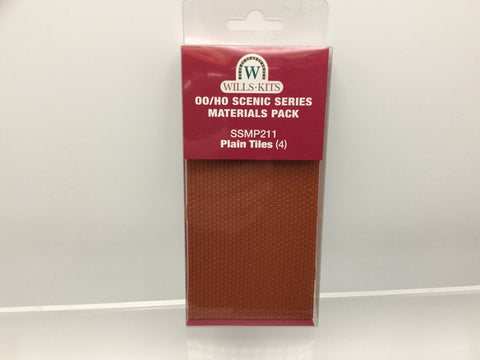 W
WILLS·KITS
OO/HO SCENIC SERIES
MATERIALS PACK
SSMP211
Plain Tiles (4)